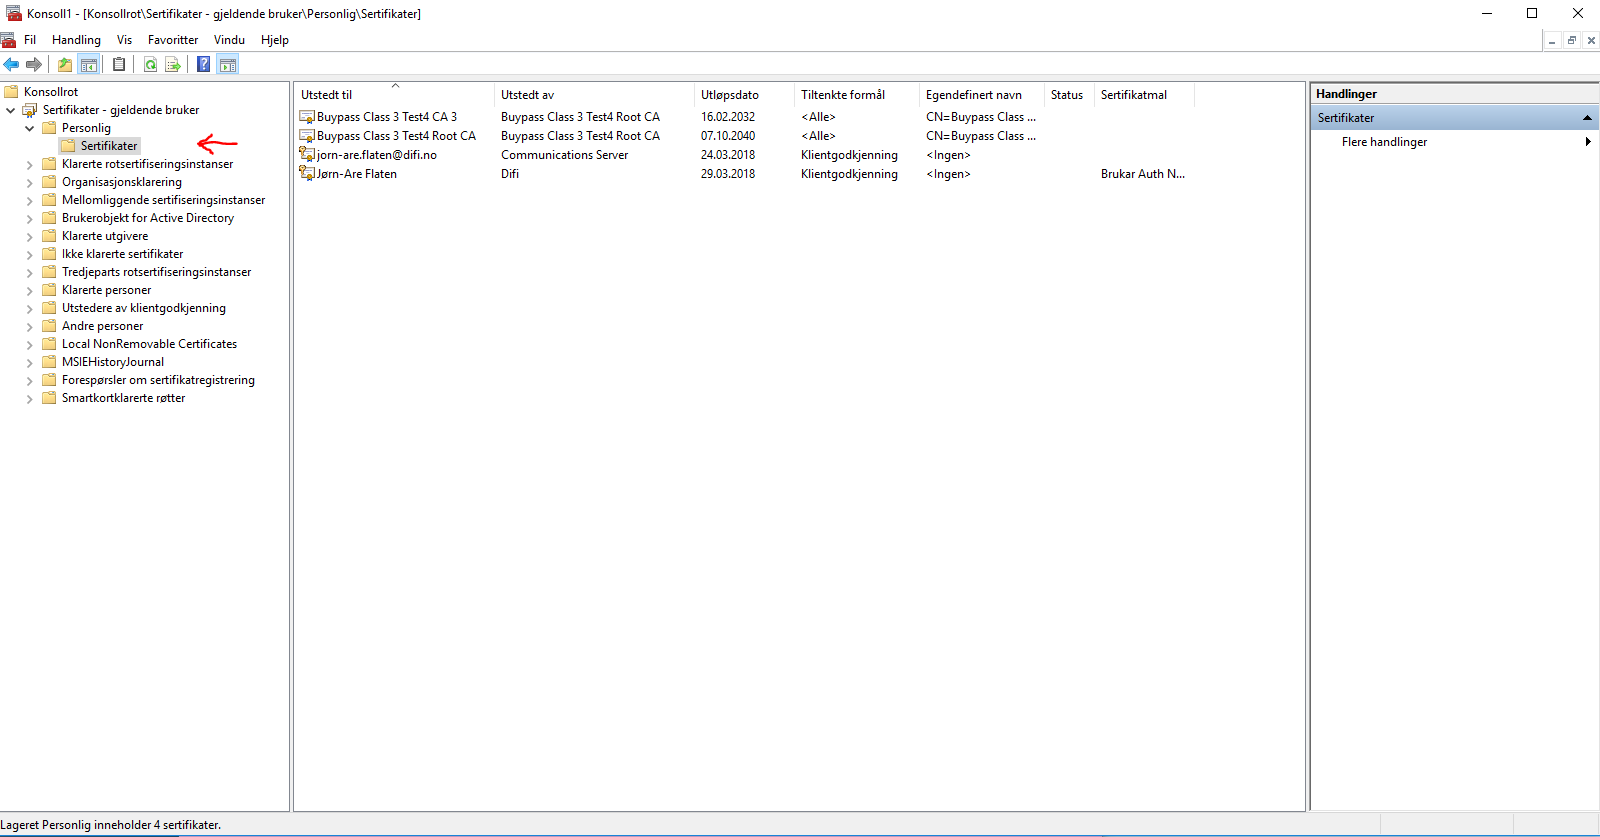 Konsoll1 - [Konsollrot\Sertifikater - gjeldende bruker\Personlig\Sertifikater]
Fil Handling Vis Favoritter Vindu Hjelp
Konsollrot
Sertifikater - gjeldende bruker
Personlig
Sertifikater
Klarerte rotsertifiseringsinstanser
Organisasjonsklarering
Mellomliggende sertifiseringsinstanser
Brukerobjekt for Active Directory
Klarerte utgivere
Ikke klarerte sertifikater
Tredjeparts rotsertifiseringsinstanser
Klarerte personer
Utstedere av klientgodkjenning
Andre personer
Local NonRemovable Certificates
MSIEHistoryJournal
Forespørsler om sertifikatregistrering
Smartkortklarerte røtter
Utstedt til Utstedt av Utløpsdato Tiltenkte formål Egendefinert navn Status Sertifikatmal
Buypass Class 3 Test4 CA 3 Buypass Class 3 Test4 Root CA 16.02.2032 <Alle> CN=Buypass Class ...
Buypass Class 3 Test4 Root CA Buypass Class 3 Test4 Root CA 07.10.2040 <Alle> CN=Buypass Class ...
jorn-are.flaten@difi.no Communications Server 24.03.2018 Klientgodkjenning <Ingen>
Jørn-Are Flaten Difi 29.03.2018 Klientgodkjenning <Ingen> Brukar Auth N...
Handlinger
Sertifikater
Flere handlinger
Lageret Personlig inneholder 4 sertifikater.